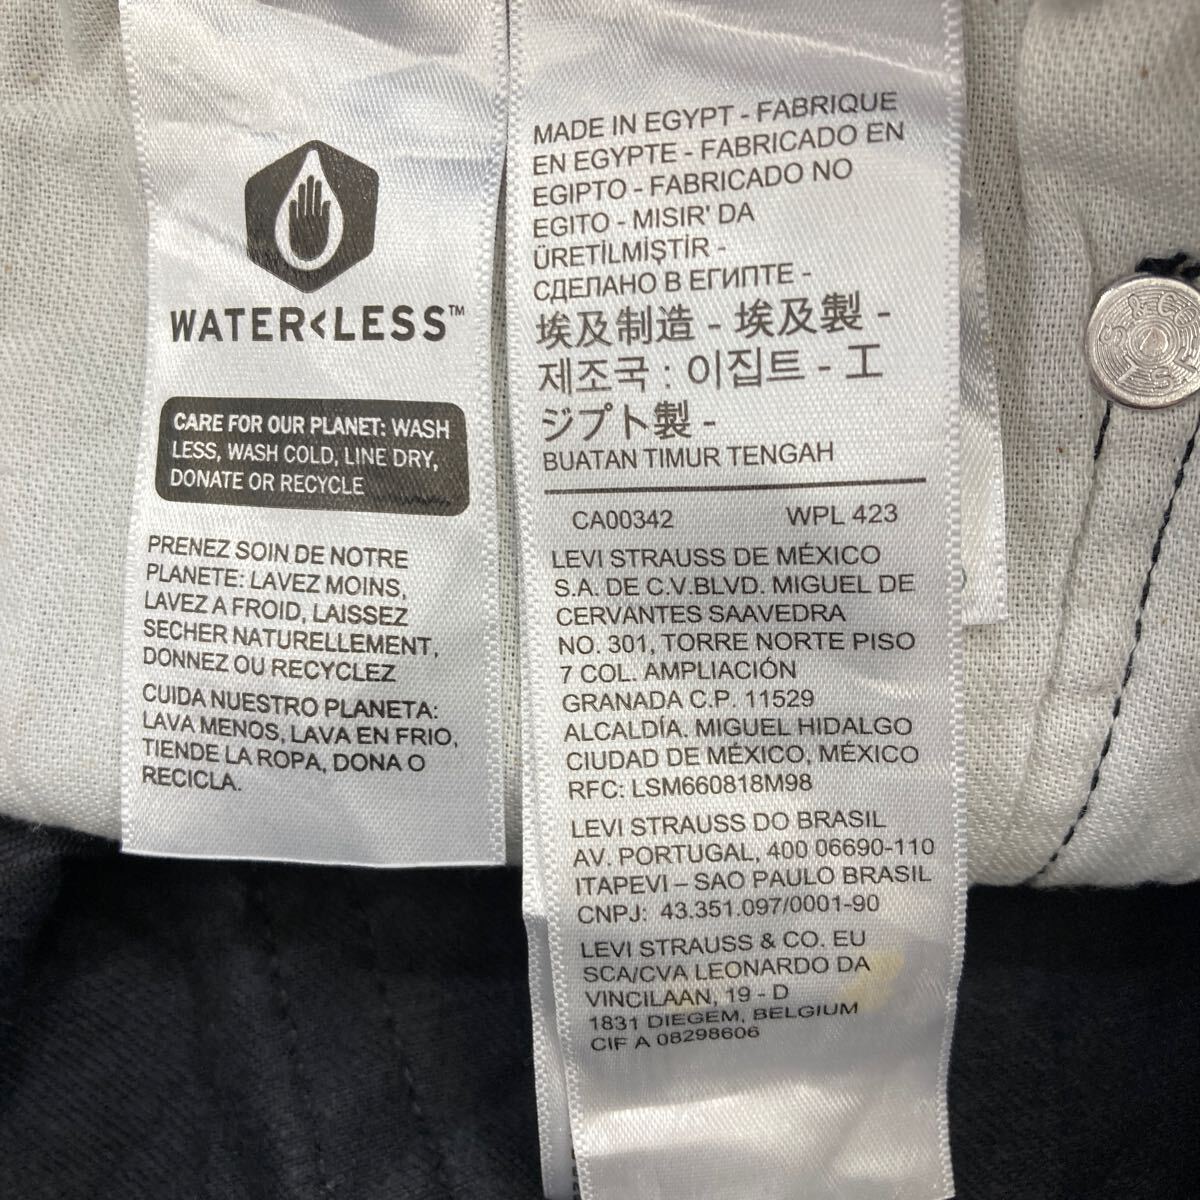 WATER<LESS™
CARE FOR OUR PLANET: WASH
LESS, WASH COLD, LINE DRY,
DONATE OR RECYCLE
PRENEZ SOIN DE NOTRE
PLANETE: LAVEZ MOINS,
LAVEZ A FROID, LAISSEZ
SECHER NATURELLEMENT,
DONNEZ OU RECYCLEZ
CUIDA NUESTRO PLANETA:
LAVA MENOS, LAVA EN FRIO,
TIENDE LA ROPA, DONA O
RECICLA.
MADE IN EGYPT - FABRIQUE
EN EGYPTE - FABRICADO EN
EGIPTO - FABRICADO NO
EGITO - MISIR' DA
ÜRETİLMİŞTİR -
СДЕЛАНО В ЕГИПТЕ -
埃及制造 - 埃及製 -
제조국 : 이집트 - エ
ジプト製 -
BUATAN TIMUR TENGAH
CA00342 WPL 423
LEVI STRAUSS DE MÉXICO
S.A. DE C.V.BLVD. MIGUEL DE
CERVANTES SAAVEDRA
NO. 301, TORRE NORTE PISO
7 COL. AMPLIACIÓN
GRANADA C.P. 11529
ALCALDÍA. MIGUEL HIDALGO
CIUDAD DE MÉXICO, MÉXICO
RFC: LSM660818M98
LEVI STRAUSS DO BRASIL
AV. PORTUGAL, 400 06690-110
ITAPEVI – SAO PAULO BRASIL
CNPJ: 43.351.097/0001-90
LEVI STRAUSS & CO. EU
SCA/CVA LEONARDO DA
VINCILAAN, 19 - D
1831 DIEGEM, BELGIUM
CIF A 08298606